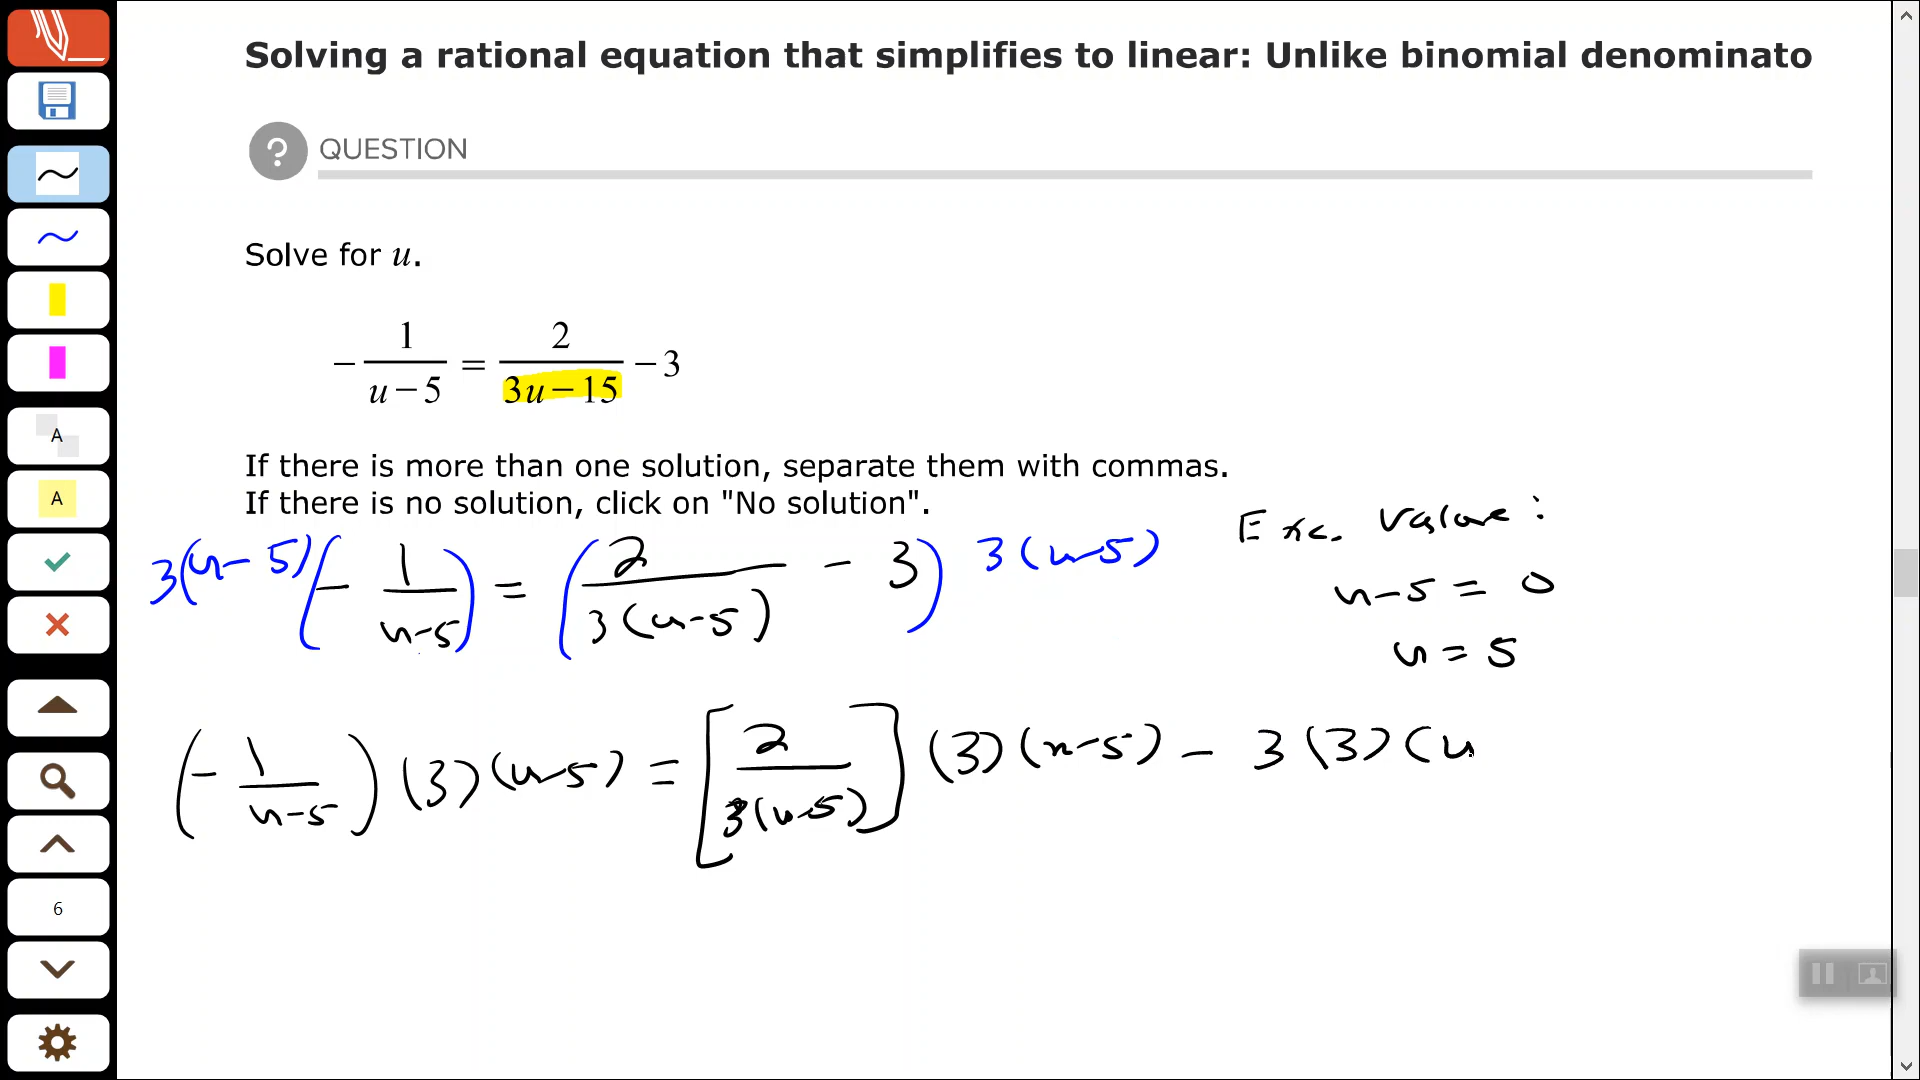 Solving a rational equation that simplifies to linear: Unlike binomial denominato
? QUESTION
Solve for u.
- 1/(u-5) = 2/(3u-15) - 3
If there is more than one solution, separate them with commas.
If there is no solution, click on "No solution".
Exc. Value:
3(u-5)(- 1/(u-5)) = (2/(3(u-5)) - 3) 3(u-5)
u-5 = 0
u = 5
(- 1/(u-5)) (3)(u-5) = [2/(3(u-5))] (3)(u-5) - 3(3)(u
A
A
6